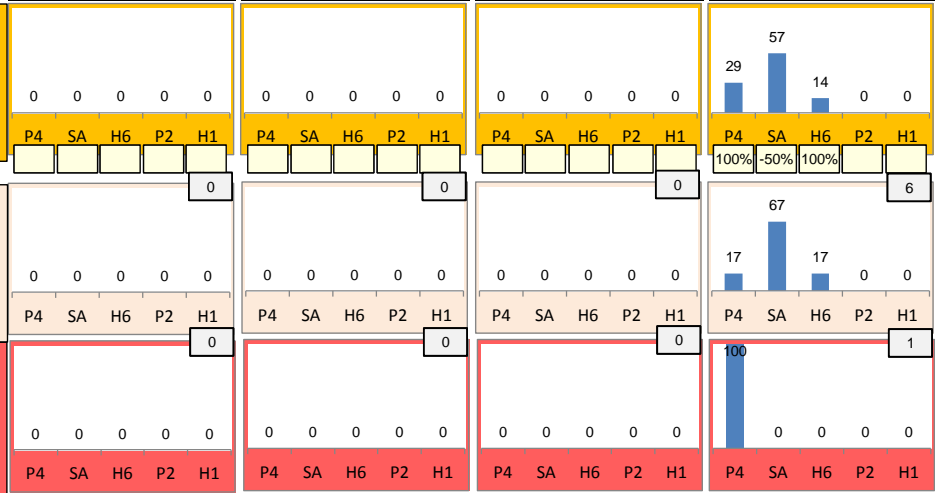 57
29
14
0 0 0 0 0 0 0 0 0 0 0 0 0 0 0 0 0
P4 SA H6 P2 H1 P4 SA H6 P2 H1 P4 SA H6 P2 H1 P4 SA H6 P2 H1
100% -50% 100%
0 0 0 6
67
17 17
0 0 0 0 0 0 0 0 0 0 0 0 0 0 0 0 0
P4 SA H6 P2 H1 P4 SA H6 P2 H1 P4 SA H6 P2 H1 P4 SA H6 P2 H1
0 0 0 1
100
0 0 0 0 0 0 0 0 0 0 0 0 0 0 0 0 0 0 0
P4 SA H6 P2 H1 P4 SA H6 P2 H1 P4 SA H6 P2 H1 P4 SA H6 P2 H1